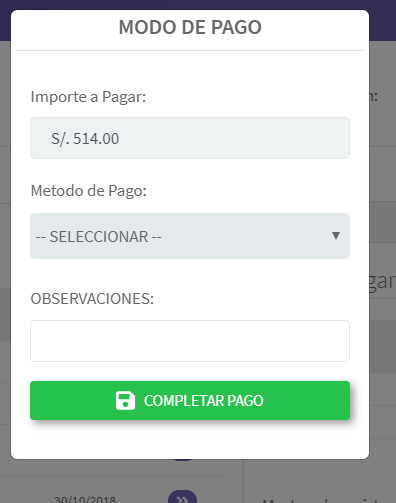 MODO DE PAGO
Importe a Pagar:
S/. 514.00
Metodo de Pago:
-- SELECCIONAR --
OBSERVACIONES:
COMPLETAR PAGO
30/10/2018